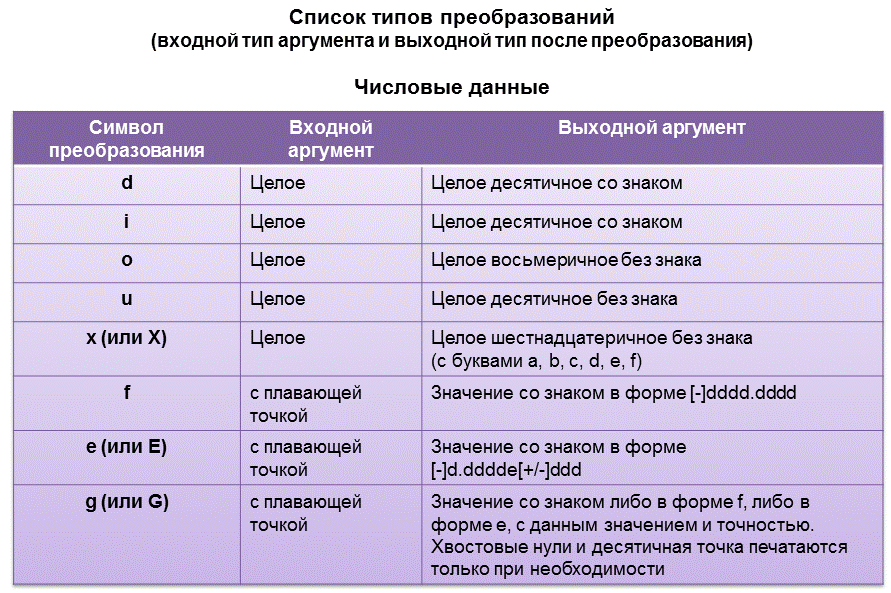 Список типов преобразований
(входной тип аргумента и выходной тип после преобразования)
Числовые данные
Символ преобразования
Входной аргумент
Выходной аргумент
d
Целое
Целое десятичное со знаком
i
Целое
Целое десятичное со знаком
o
Целое
Целое восьмеричное без знака
u
Целое
Целое десятичное без знака
x (или X)
Целое
Целое шестнадцатеричное без знака
(с буквами a, b, c, d, e, f)
f
с плавающей
точкой
Значение со знаком в форме [-]dddd.dddd
e (или E)
с плавающей
точкой
Значение со знаком в форме
[-]d.dddde[+/-]ddd
g (или G)
с плавающей
точкой
Значение со знаком либо в форме f, либо в
форме e, с данным значением и точностью.
Хвостовые нули и десятичная точка печатаются
только при необходимости